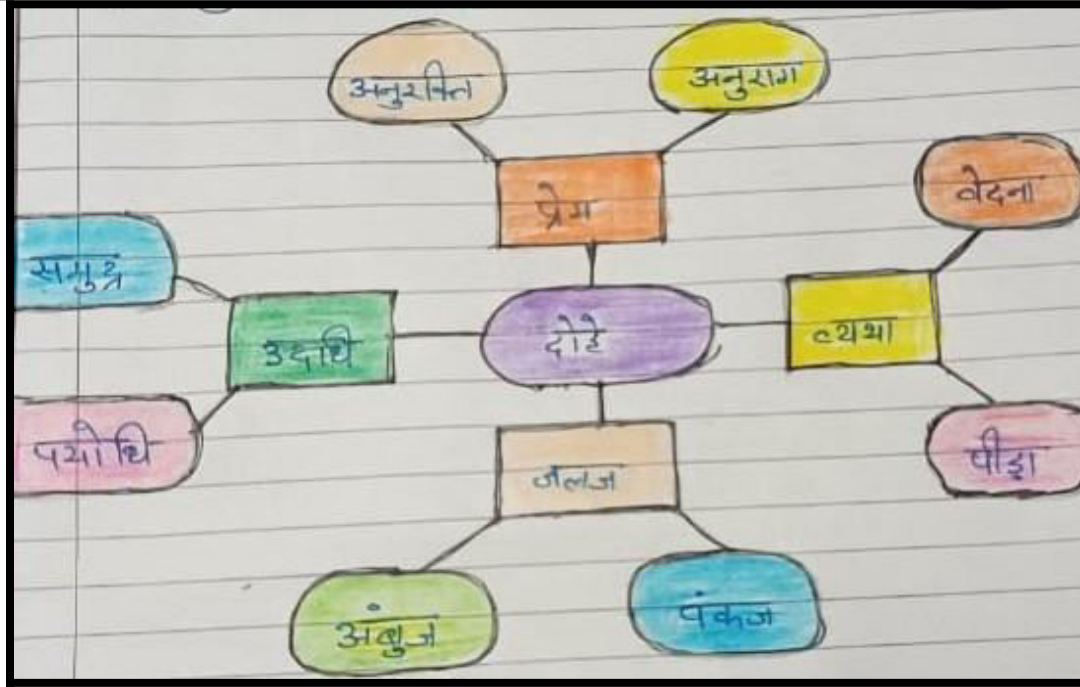 अनुरक्ति
अनुराग
प्रेम
वेदना
समुद्र
उदधि
दोहे
व्यथा
पयोधि
पीड़ा
जलज
अंबुज
पंकज